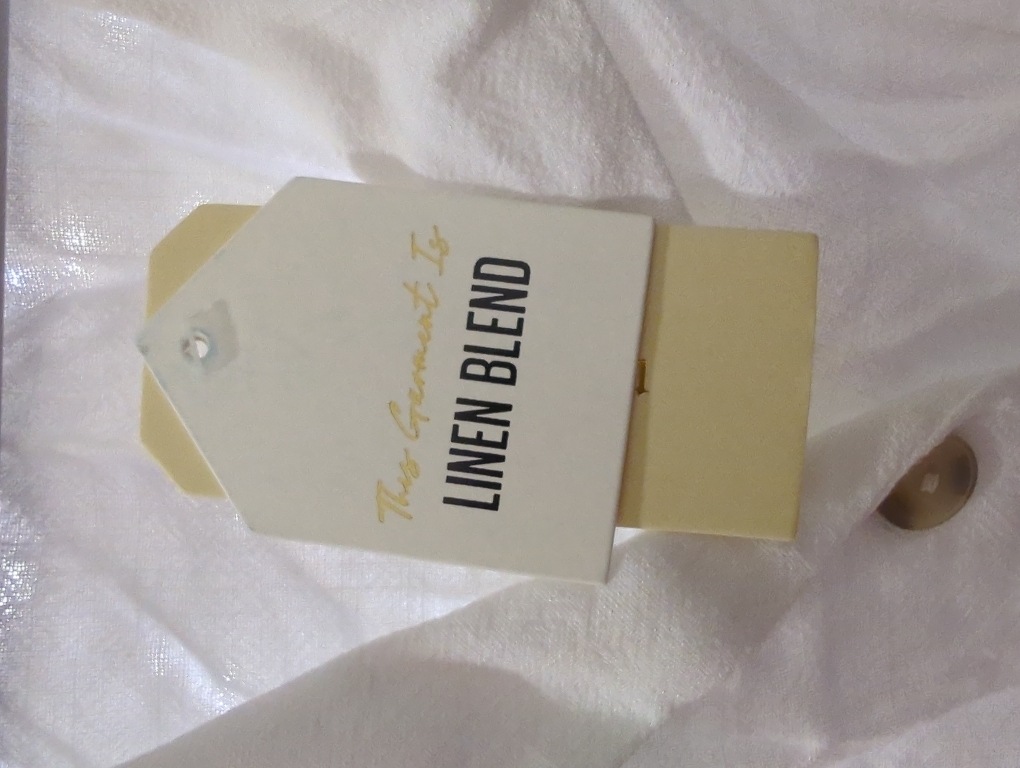 This Garment Is
LINEN BLEND